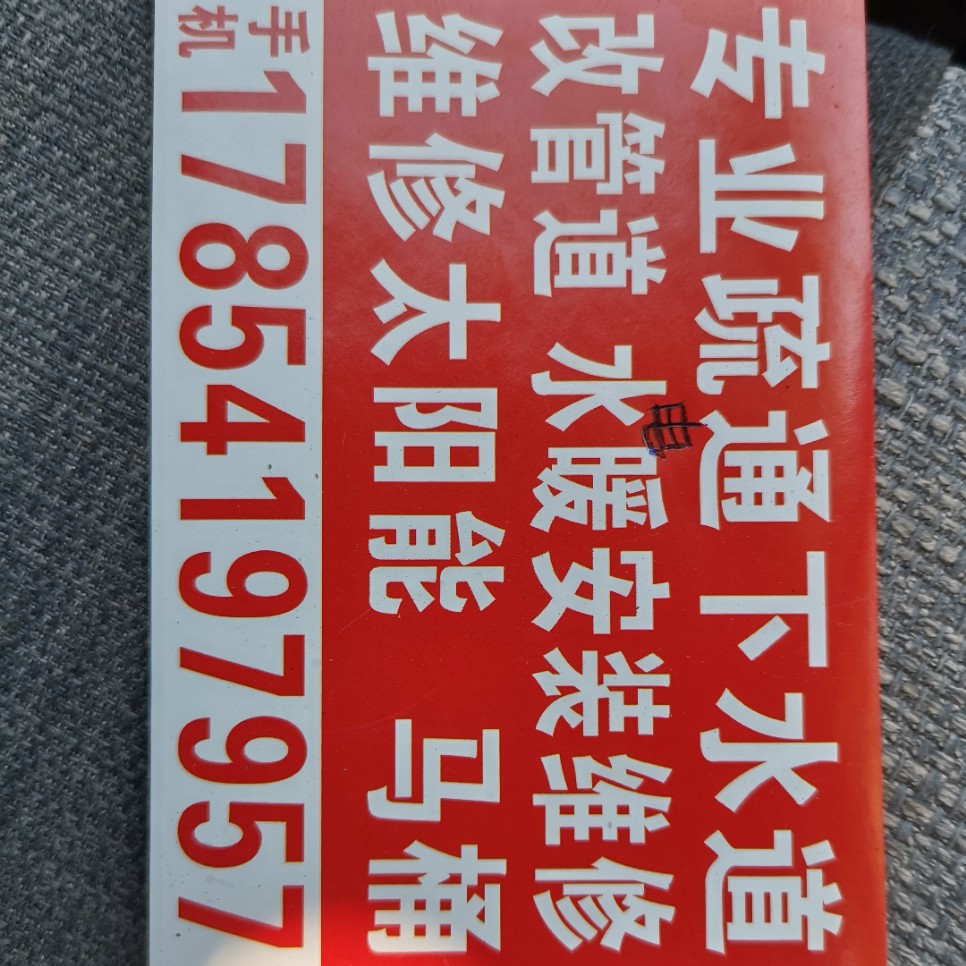 专业疏通下水道
改管道 水电暖安装维修
维修太阳能 马桶
手机17854197957